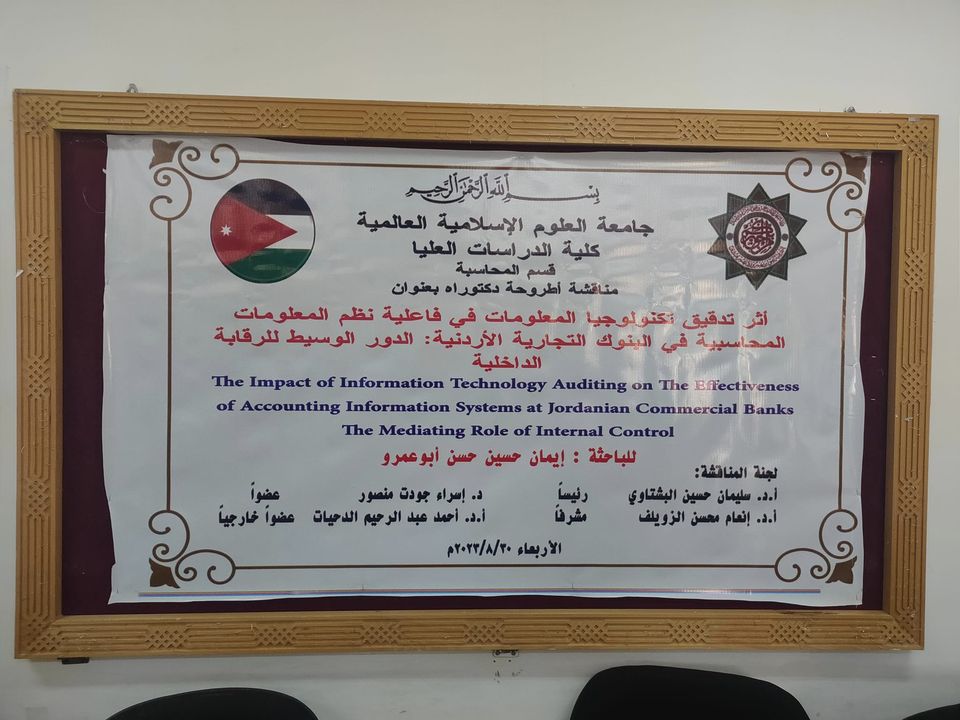 بسم الله الرحمن الرحيم
جامعة العلوم الإسلامية العالمية
كلية الدراسات العليا
قسم المحاسبة
مناقشة أطروحة دكتوراه بعنوان
أثر تدقيق تكنولوجيا المعلومات في فاعلية نظم المعلومات
المحاسبية في البنوك التجارية الأردنية: الدور الوسيط للرقابة
الداخلية
The Impact of Information Technology Auditing on The Effectiveness
of Accounting Information Systems at Jordanian Commercial Banks
The Mediating Role of Internal Control
للباحثة : إيمان حسين حسن أبوعمرو
لجنة المناقشة:
أ.د. سليمان حسين البشتاوي رئيساً د. إسراء جودت منصور عضواً
أ.د. إنعام محسن الزويلف مشرفاً أ.د. أحمد عبد الرحيم الدحيات عضواً خارجياً
الأربعاء ٢٠٢٣/٨/٣٠م